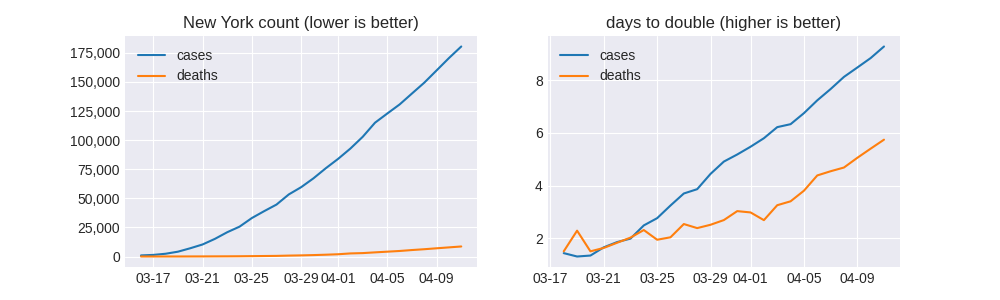 New York count (lower is better)
cases
deaths
175,000
150,000
125,000
100,000
75,000
50,000
25,000
0
03-17 03-21 03-25 03-29 04-01 04-05 04-09
days to double (higher is better)
cases
deaths
8
6
4
2
03-17 03-21 03-25 03-29 04-01 04-05 04-09